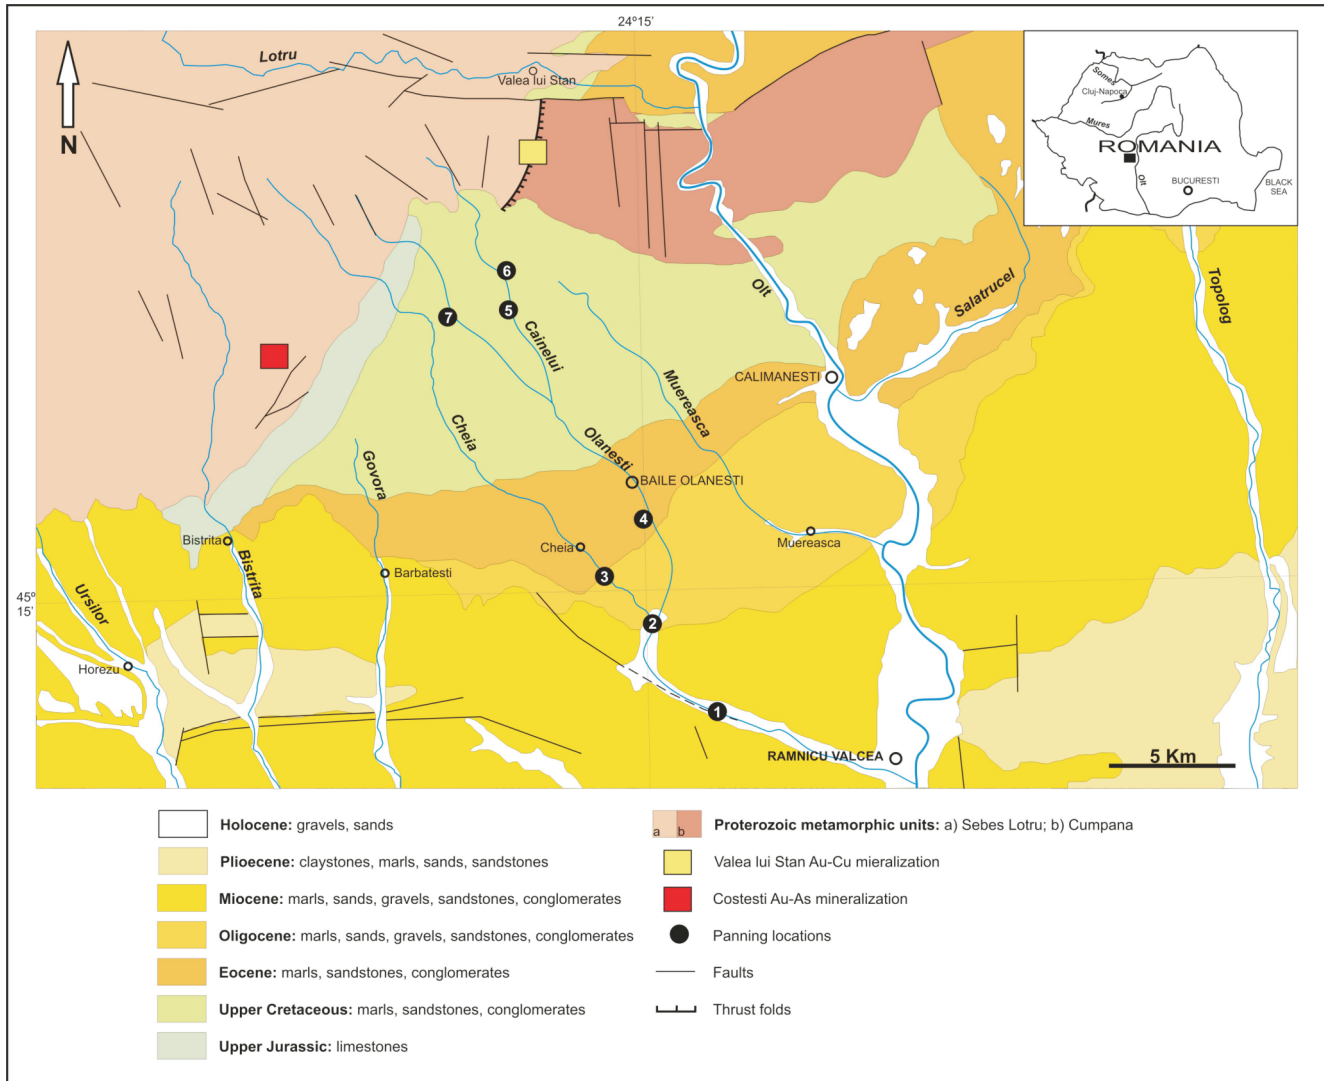 24º15'
Lotru
Valea lui Stan
N
Somes
Cluj-Napoca
Mures
ROMANIA
Olt
BUCURESTI
BLACK
SEA
Olt
Salatrucel
Topolog
6
5
7
Cainelui
Muereasca
CALIMANESTI
Cheia
Govora
Olanesti
BAILE OLANESTI
4
Bistrita
Cheia
Muereasca
Barbatesti
3
Bistrita
Ursilor
45º
15'
2
Horezu
1
RAMNICU VALCEA
5 Km
Holocene: gravels, sands
Plioecene: claystones, marls, sands, sandstones
Miocene: marls, sands, gravels, sandstones, conglomerates
Oligocene: marls, sands, gravels, sandstones, conglomerates
Eocene: marls, sandstones, conglomerates
Upper Cretaceous: marls, sandstones, conglomerates
Upper Jurassic: limestones
a b Proterozoic metamorphic units: a) Sebes Lotru; b) Cumpana
Valea lui Stan Au-Cu mieralization
Costesti Au-As mineralization
Panning locations
Faults
Thrust folds